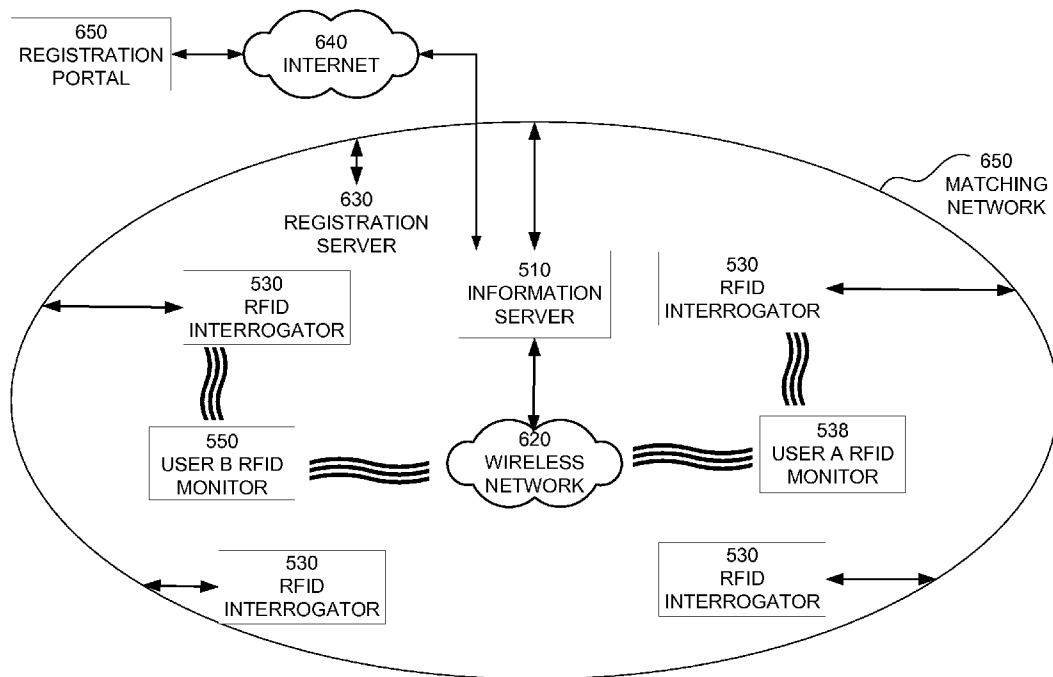 650
REGISTRATION
PORTAL
640
INTERNET
650
MATCHING
NETWORK
630
REGISTRATION
SERVER
530
RFID
INTERROGATOR
510
INFORMATION
SERVER
530
RFID
INTERROGATOR
550
USER B RFID
MONITOR
620
WIRELESS
NETWORK
538
USER A RFID
MONITOR
530
RFID
INTERROGATOR
530
RFID
INTERROGATOR